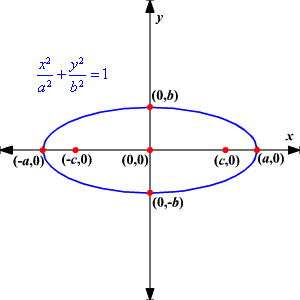 y
x²/a² + y²/b² = 1
(0,b)
x
(-a,0) (-c,0) (0,0) (c,0) (a,0)
(0,-b)